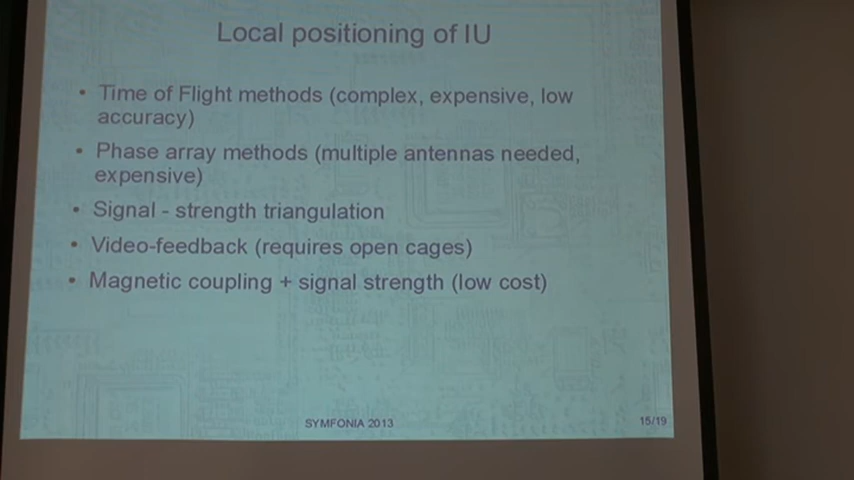 Local positioning of IU
• Time of Flight methods (complex, expensive, low
accuracy)
• Phase array methods (multiple antennas needed,
expensive)
• Signal - strength triangulation
• Video-feedback (requires open cages)
• Magnetic coupling + signal strength (low cost)
SYMFONIA 2013
15/19